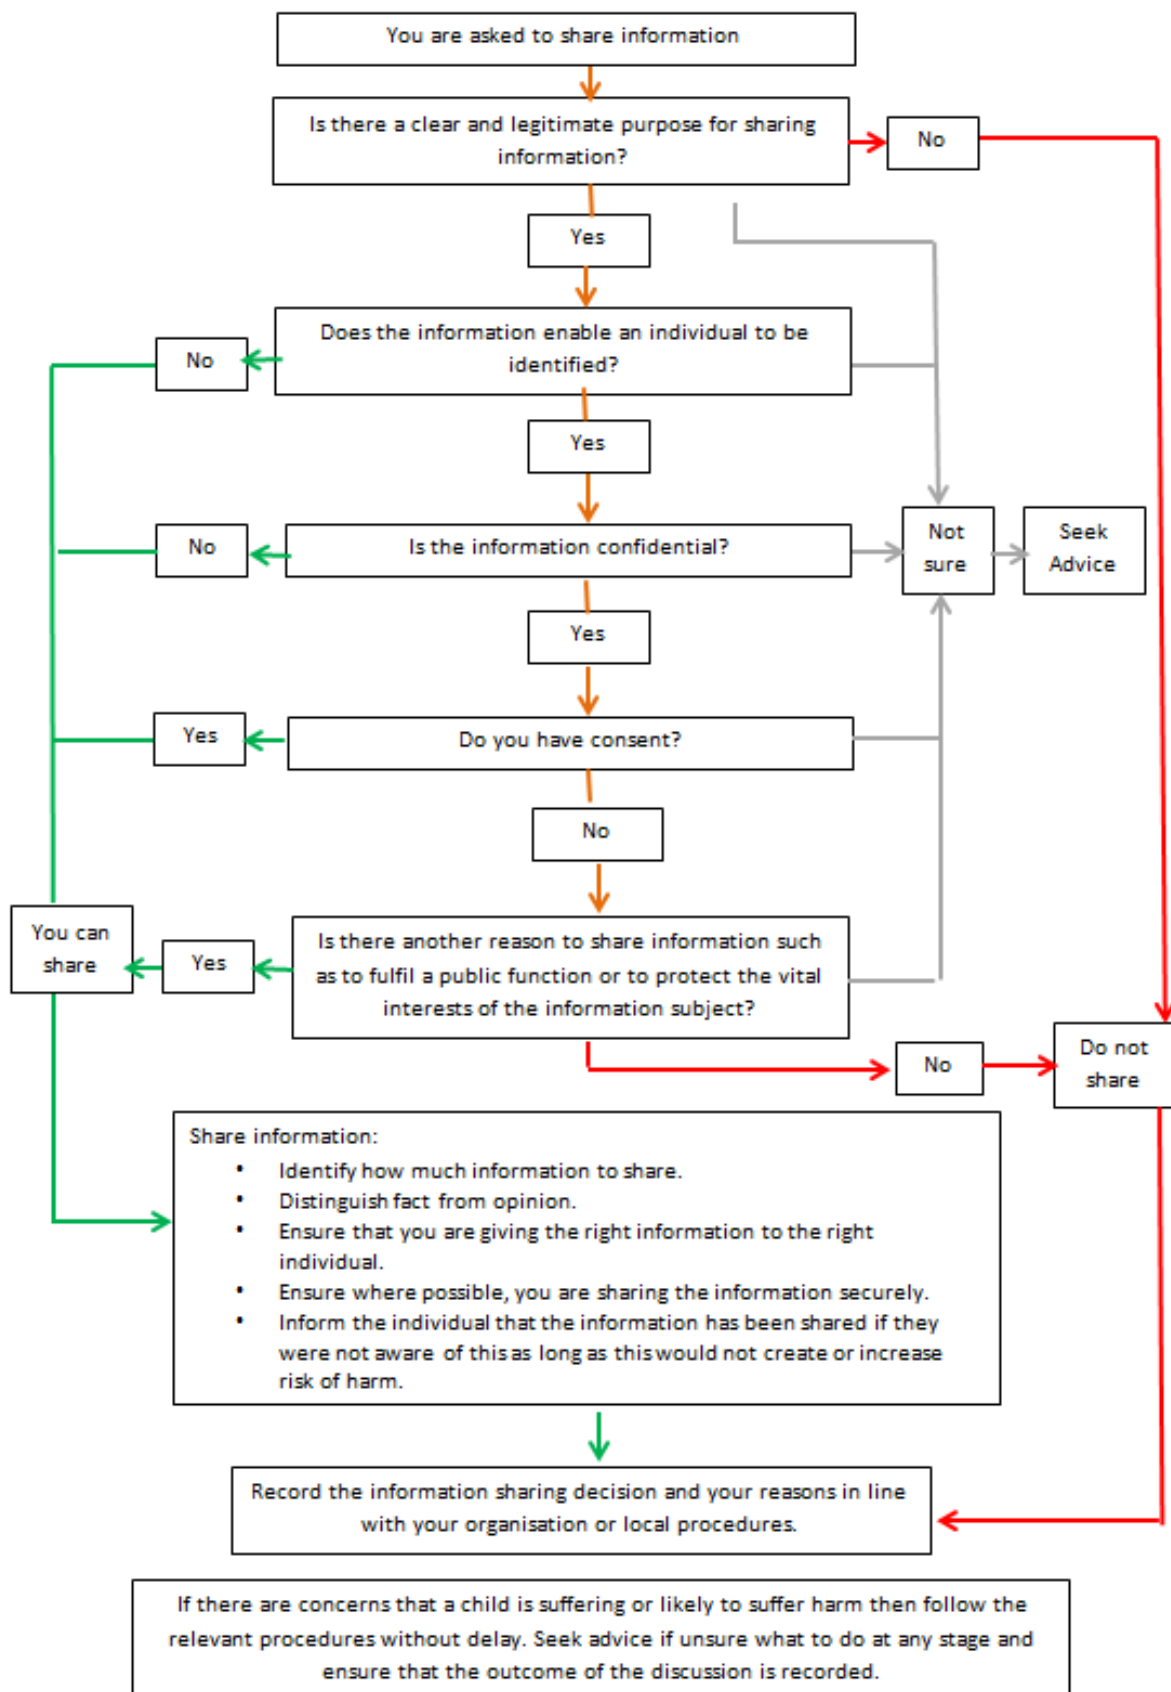 You are asked to share information
Is there a clear and legitimate purpose for sharing
information?
No
Yes
Does the information enable an individual to be
identified?
No
Yes
Is the information confidential?
No
Not
sure
Seek
Advice
Yes
Do you have consent?
Yes
No
Is there another reason to share information such
as to fulfil a public function or to protect the vital
interests of the information subject?
Yes
You can
share
No
Do not
share
Share information:
• Identify how much information to share.
• Distinguish fact from opinion.
• Ensure that you are giving the right information to the right
individual.
• Ensure where possible, you are sharing the information securely.
• Inform the individual that the information has been shared if they
were not aware of this as long as this would not create or increase
risk of harm.
Record the information sharing decision and your reasons in line
with your organisation or local procedures.
If there are concerns that a child is suffering or likely to suffer harm then follow the
relevant procedures without delay. Seek advice if unsure what to do at any stage and
ensure that the outcome of the discussion is recorded.